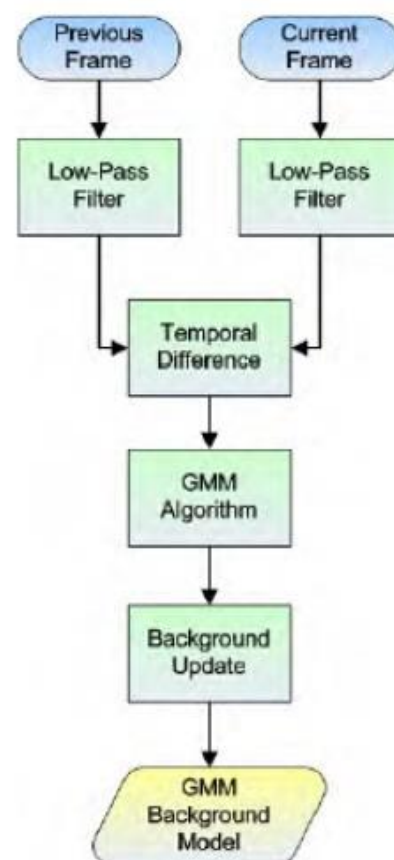 Previous
Frame
Current
Frame
Low-Pass
Filter
Low-Pass
Filter
Temporal
Difference
GMM
Algorithm
Background
Update
GMM
Background
Model